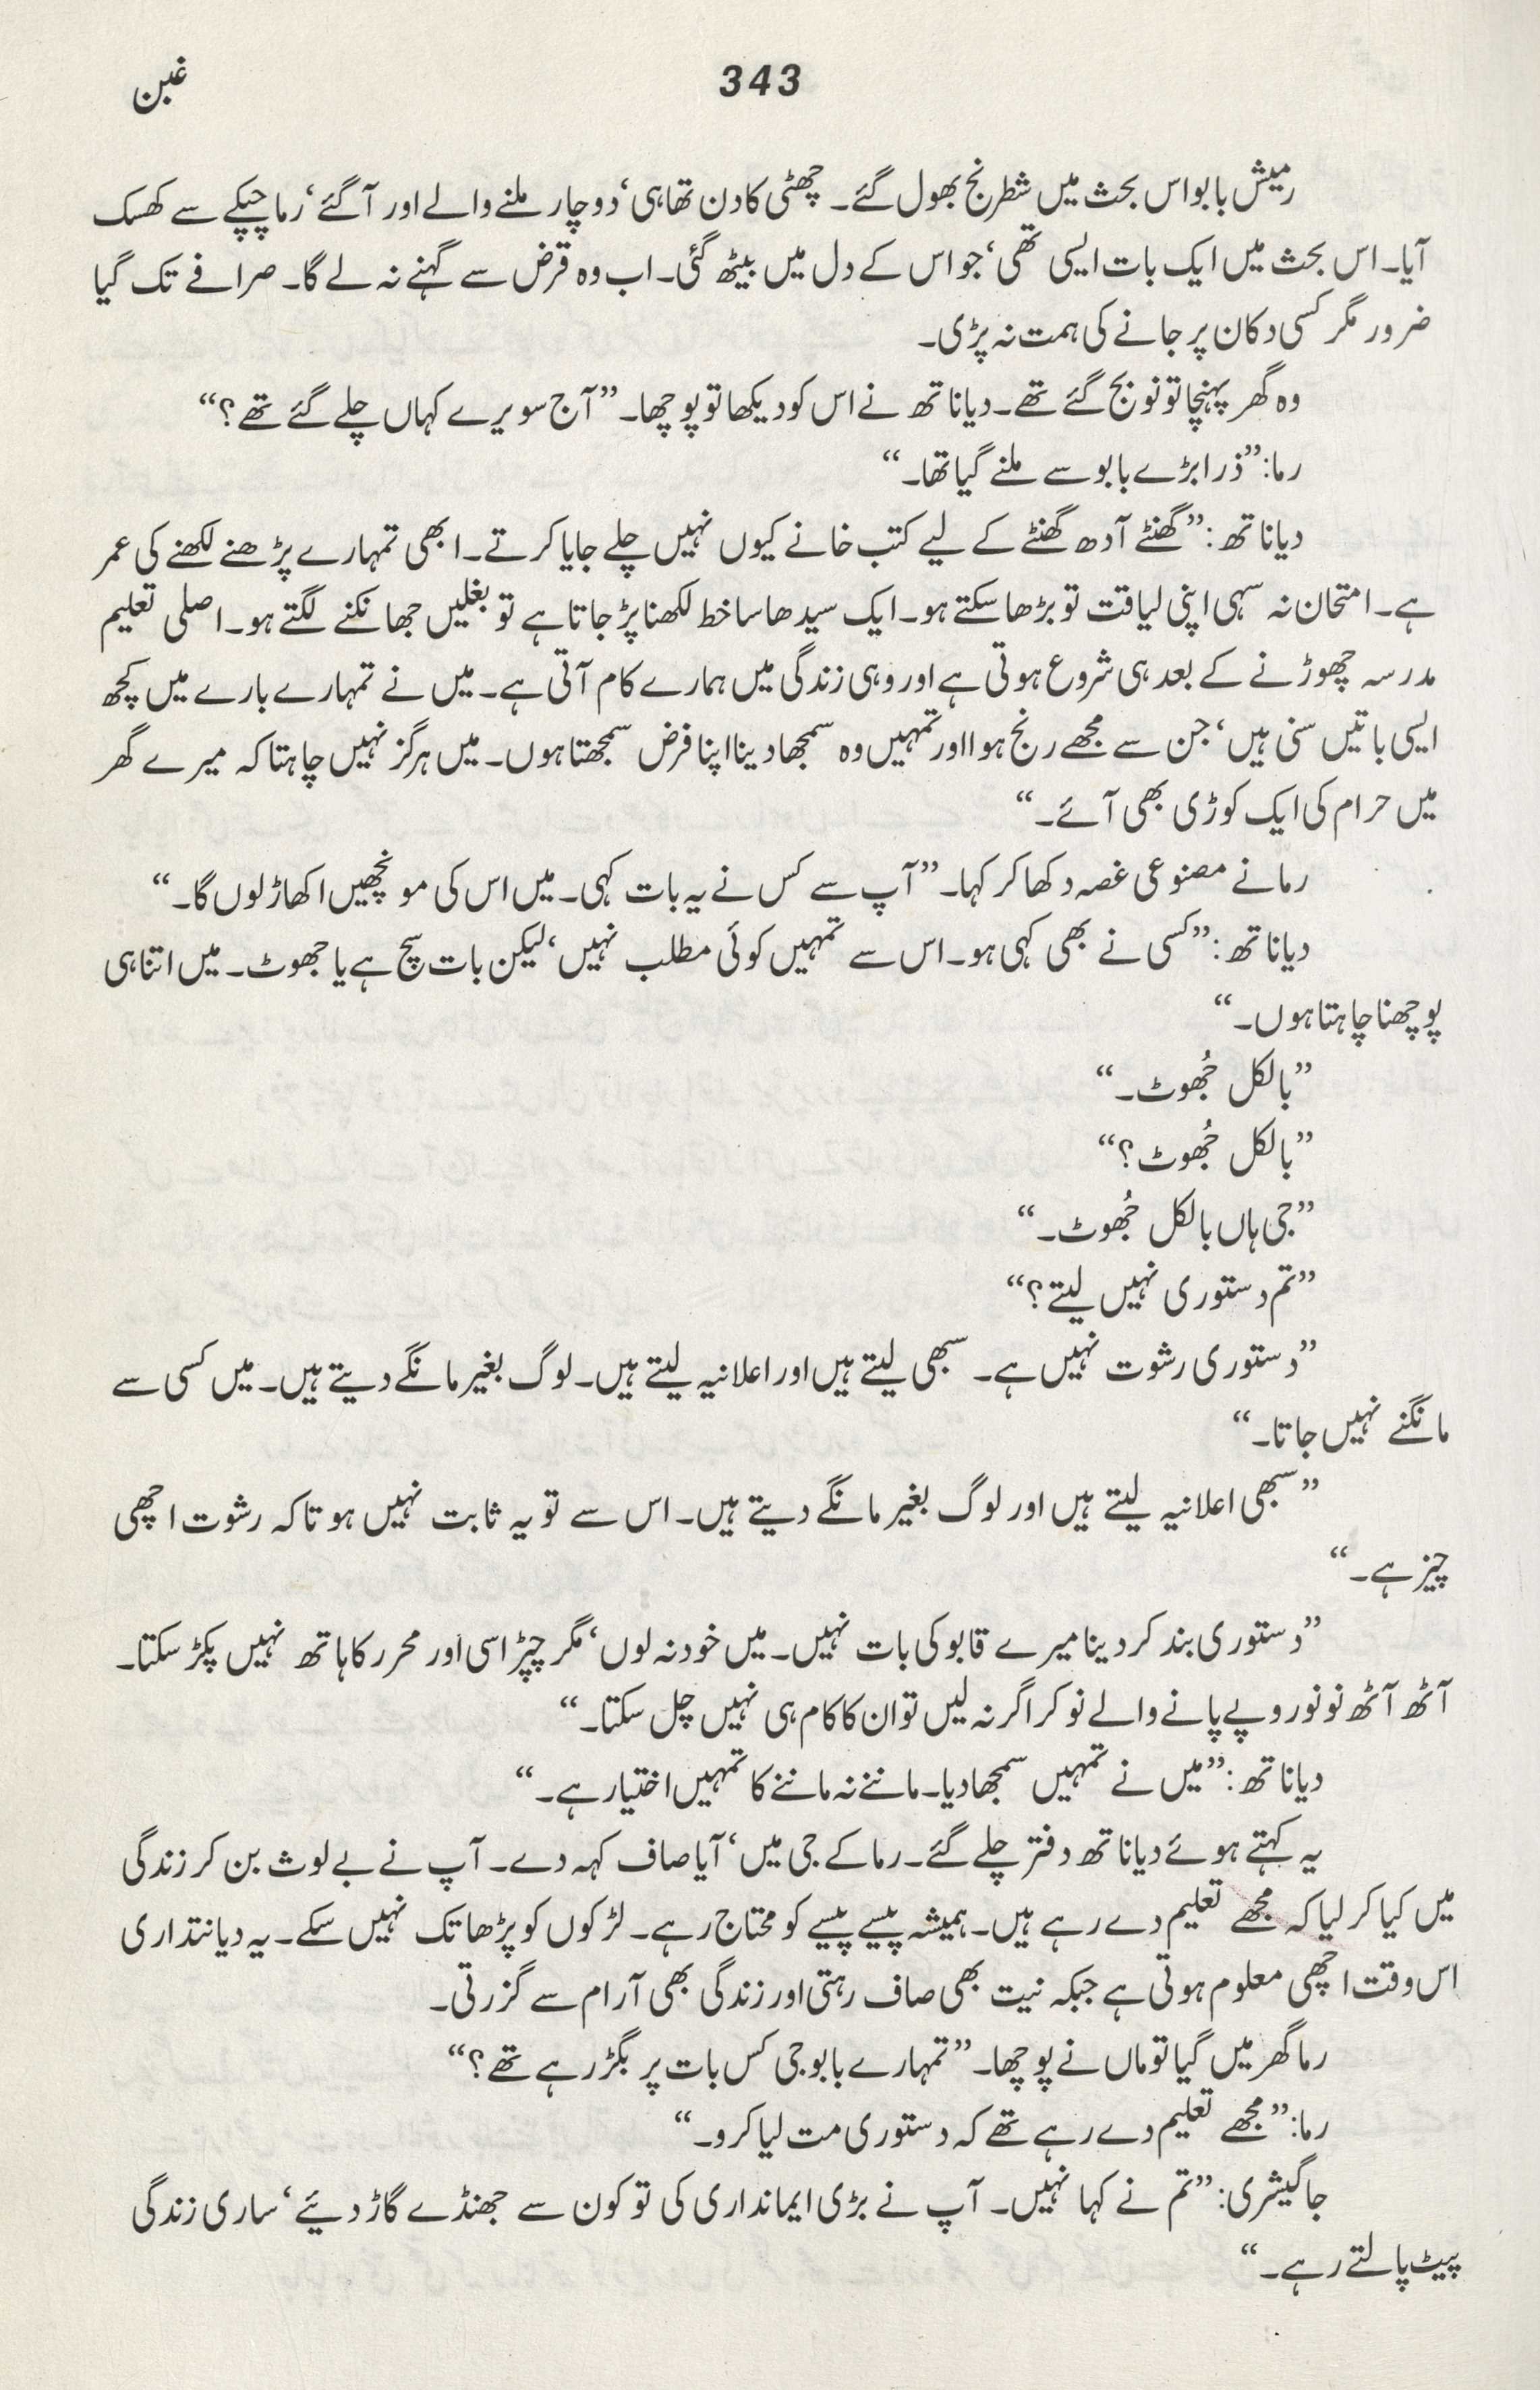 غبن
343
رمیش بابو اس بحث میں شطرنج بھول گئے۔ چھٹی کا دن تھا ہی، دو چار ملنے والے اور آ گئے، رما چپکے سے کھسک
آیا۔ اس بحث میں ایک بات ایسی تھی، جو اس کے دل میں بیٹھ گئی۔ اب وہ قرض سے گہنے نہ لے گا۔ صرافے تک گیا
ضرور مگر کسی دکان پر جانے کی ہمت نہ پڑی۔
وہ گھر پہنچا تو نو بج گئے تھے۔ دیاناتھ نے اس کو دیکھا تو پوچھا۔ ”آج سویرے کہاں چلے گئے تھے؟“
رما: ”ذرا بڑے بابو سے ملنے گیا تھا۔“
دیاناتھ: ”گھنٹے آدھ گھنٹے کے لیے کتب خانے کیوں نہیں چلے جایا کرتے۔ ابھی تمہارے پڑھنے لکھنے کی عمر
ہے۔ امتحان نہ سہی اپنی لیاقت تو بڑھا سکتے ہو۔ ایک سیدھا سا خط لکھنا پڑ جاتا ہے تو بغلیں جھانکنے لگتے ہو۔ اصلی تعلیم
مدرسہ چھوڑنے کے بعد ہی شروع ہوتی ہے اور وہی زندگی میں ہمارے کام آتی ہے۔ میں نے تمہارے بارے میں کچھ
ایسی باتیں سنی ہیں، جن سے مجھے رنج ہوا اور تمہیں وہ سمجھا دینا اپنا فرض سمجھتا ہوں۔ میں ہرگز نہیں چاہتا کہ میرے گھر
میں حرام کی ایک کوڑی بھی آئے۔“
رما نے مصنوعی غصہ دکھا کر کہا۔ ”آپ سے کس نے یہ بات کہی۔ میں اس کی مونچھیں اکھاڑ لوں گا۔“
دیاناتھ: ”کسی نے بھی کہی ہو۔ اس سے تمہیں کوئی مطلب نہیں، لیکن بات سچ ہے یا جھوٹ۔ میں اتنا ہی
پوچھنا چاہتا ہوں۔“
”بالکل جُھوٹ۔“
”بالکل جُھوٹ؟“
”جی ہاں بالکل جُھوٹ۔“
”تم دستوری نہیں لیتے؟“
”دستوری رشوت نہیں ہے۔ سبھی لیتے ہیں اور اعلانیہ لیتے ہیں۔ لوگ بغیر مانگے دیتے ہیں۔ میں کسی سے
مانگنے نہیں جاتا۔“
”سبھی اعلانیہ لیتے ہیں اور لوگ بغیر مانگے دیتے ہیں۔ اس سے تو یہ ثابت نہیں ہوتا کہ رشوت اچھی
چیز ہے۔“
”دستوری بند کر دینا میرے قابو کی بات نہیں۔ میں خود نہ لوں، مگر چپڑاسی اور محرر کا ہاتھ نہیں پکڑ سکتا۔
آٹھ آٹھ نو نو روپے پانے والے نوکر اگر نہ لیں تو ان کا کام ہی نہیں چل سکتا۔“
دیاناتھ: ”میں نے تمہیں سمجھا دیا۔ ماننے نہ ماننے کا تمہیں اختیار ہے۔“
یہ کہتے ہوئے دیاناتھ دفتر چلے گئے۔ رما کے جی میں، آیا صاف کہہ دے۔ آپ نے بے لوث بن کر زندگی
میں کیا کر لیا کہ مجھے تعلیم دے رہے ہیں۔ ہمیشہ پیسے پیسے کو محتاج رہے۔ لڑکوں کو پڑھا تک نہیں سکے۔ یہ دیانتداری
اس وقت اچھی معلوم ہوتی ہے جبکہ نیت بھی صاف رہتی اور زندگی بھی آرام سے گزرتی۔
رما گھر میں گیا تو ماں نے پوچھا۔ ”تمہارے بابو جی کس بات پر بگڑ رہے تھے؟“
رما: ”مجھے تعلیم دے رہے تھے کہ دستوری مت لیا کرو۔“
جاگیشری: ”تم نے کہا نہیں۔ آپ نے بڑی ایمانداری کی تو کون سے جھنڈے گاڑ دیئے، ساری زندگی
پیٹ پالتے رہے۔“